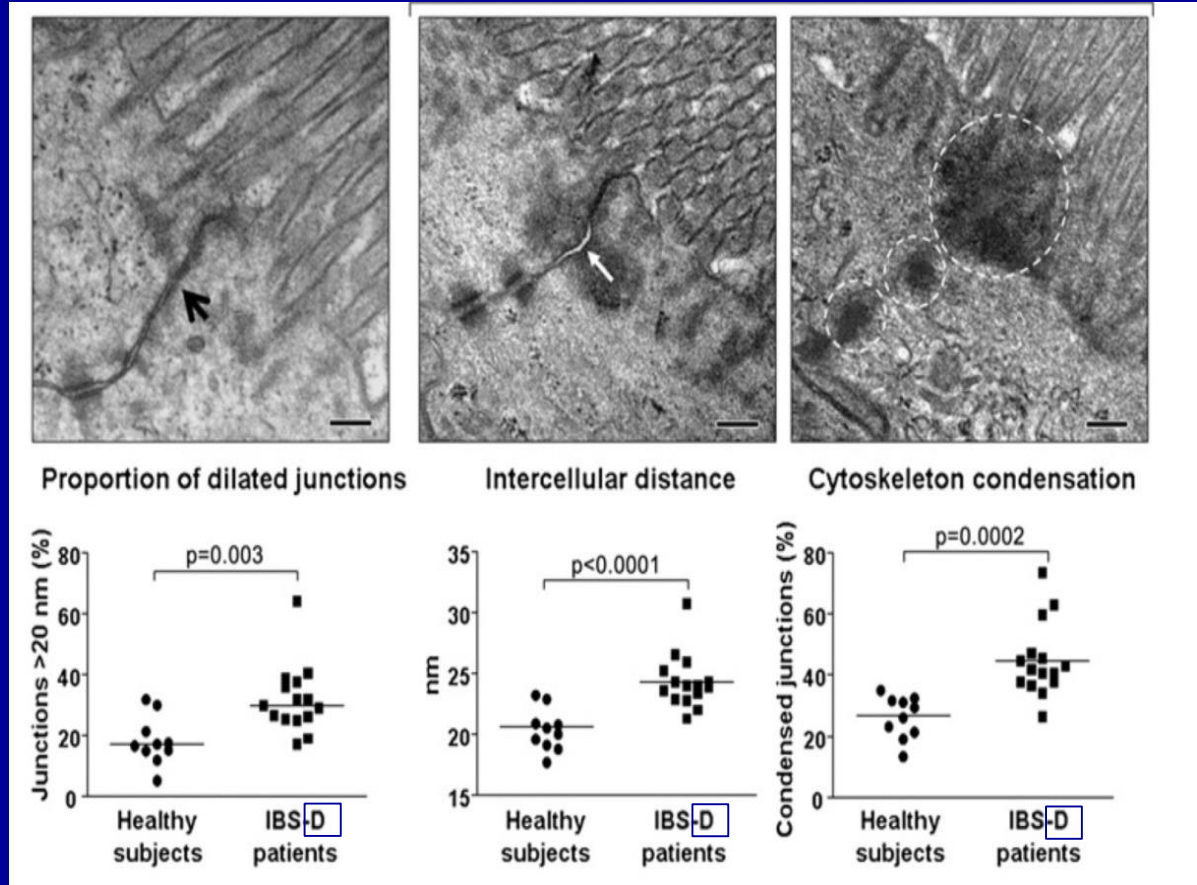 Proportion of dilated junctions
Intercellular distance
Cytoskeleton condensation
Junctions >20 nm (%)
80
60
40
20
0
p=0.003
Healthy
subjects
IBS-D
patients
nm
35
30
25
20
15
p<0.0001
Healthy
subjects
IBS-D
patients
Condensed junctions (%)
80
60
40
20
0
p=0.0002
Healthy
subjects
IBS-D
patients